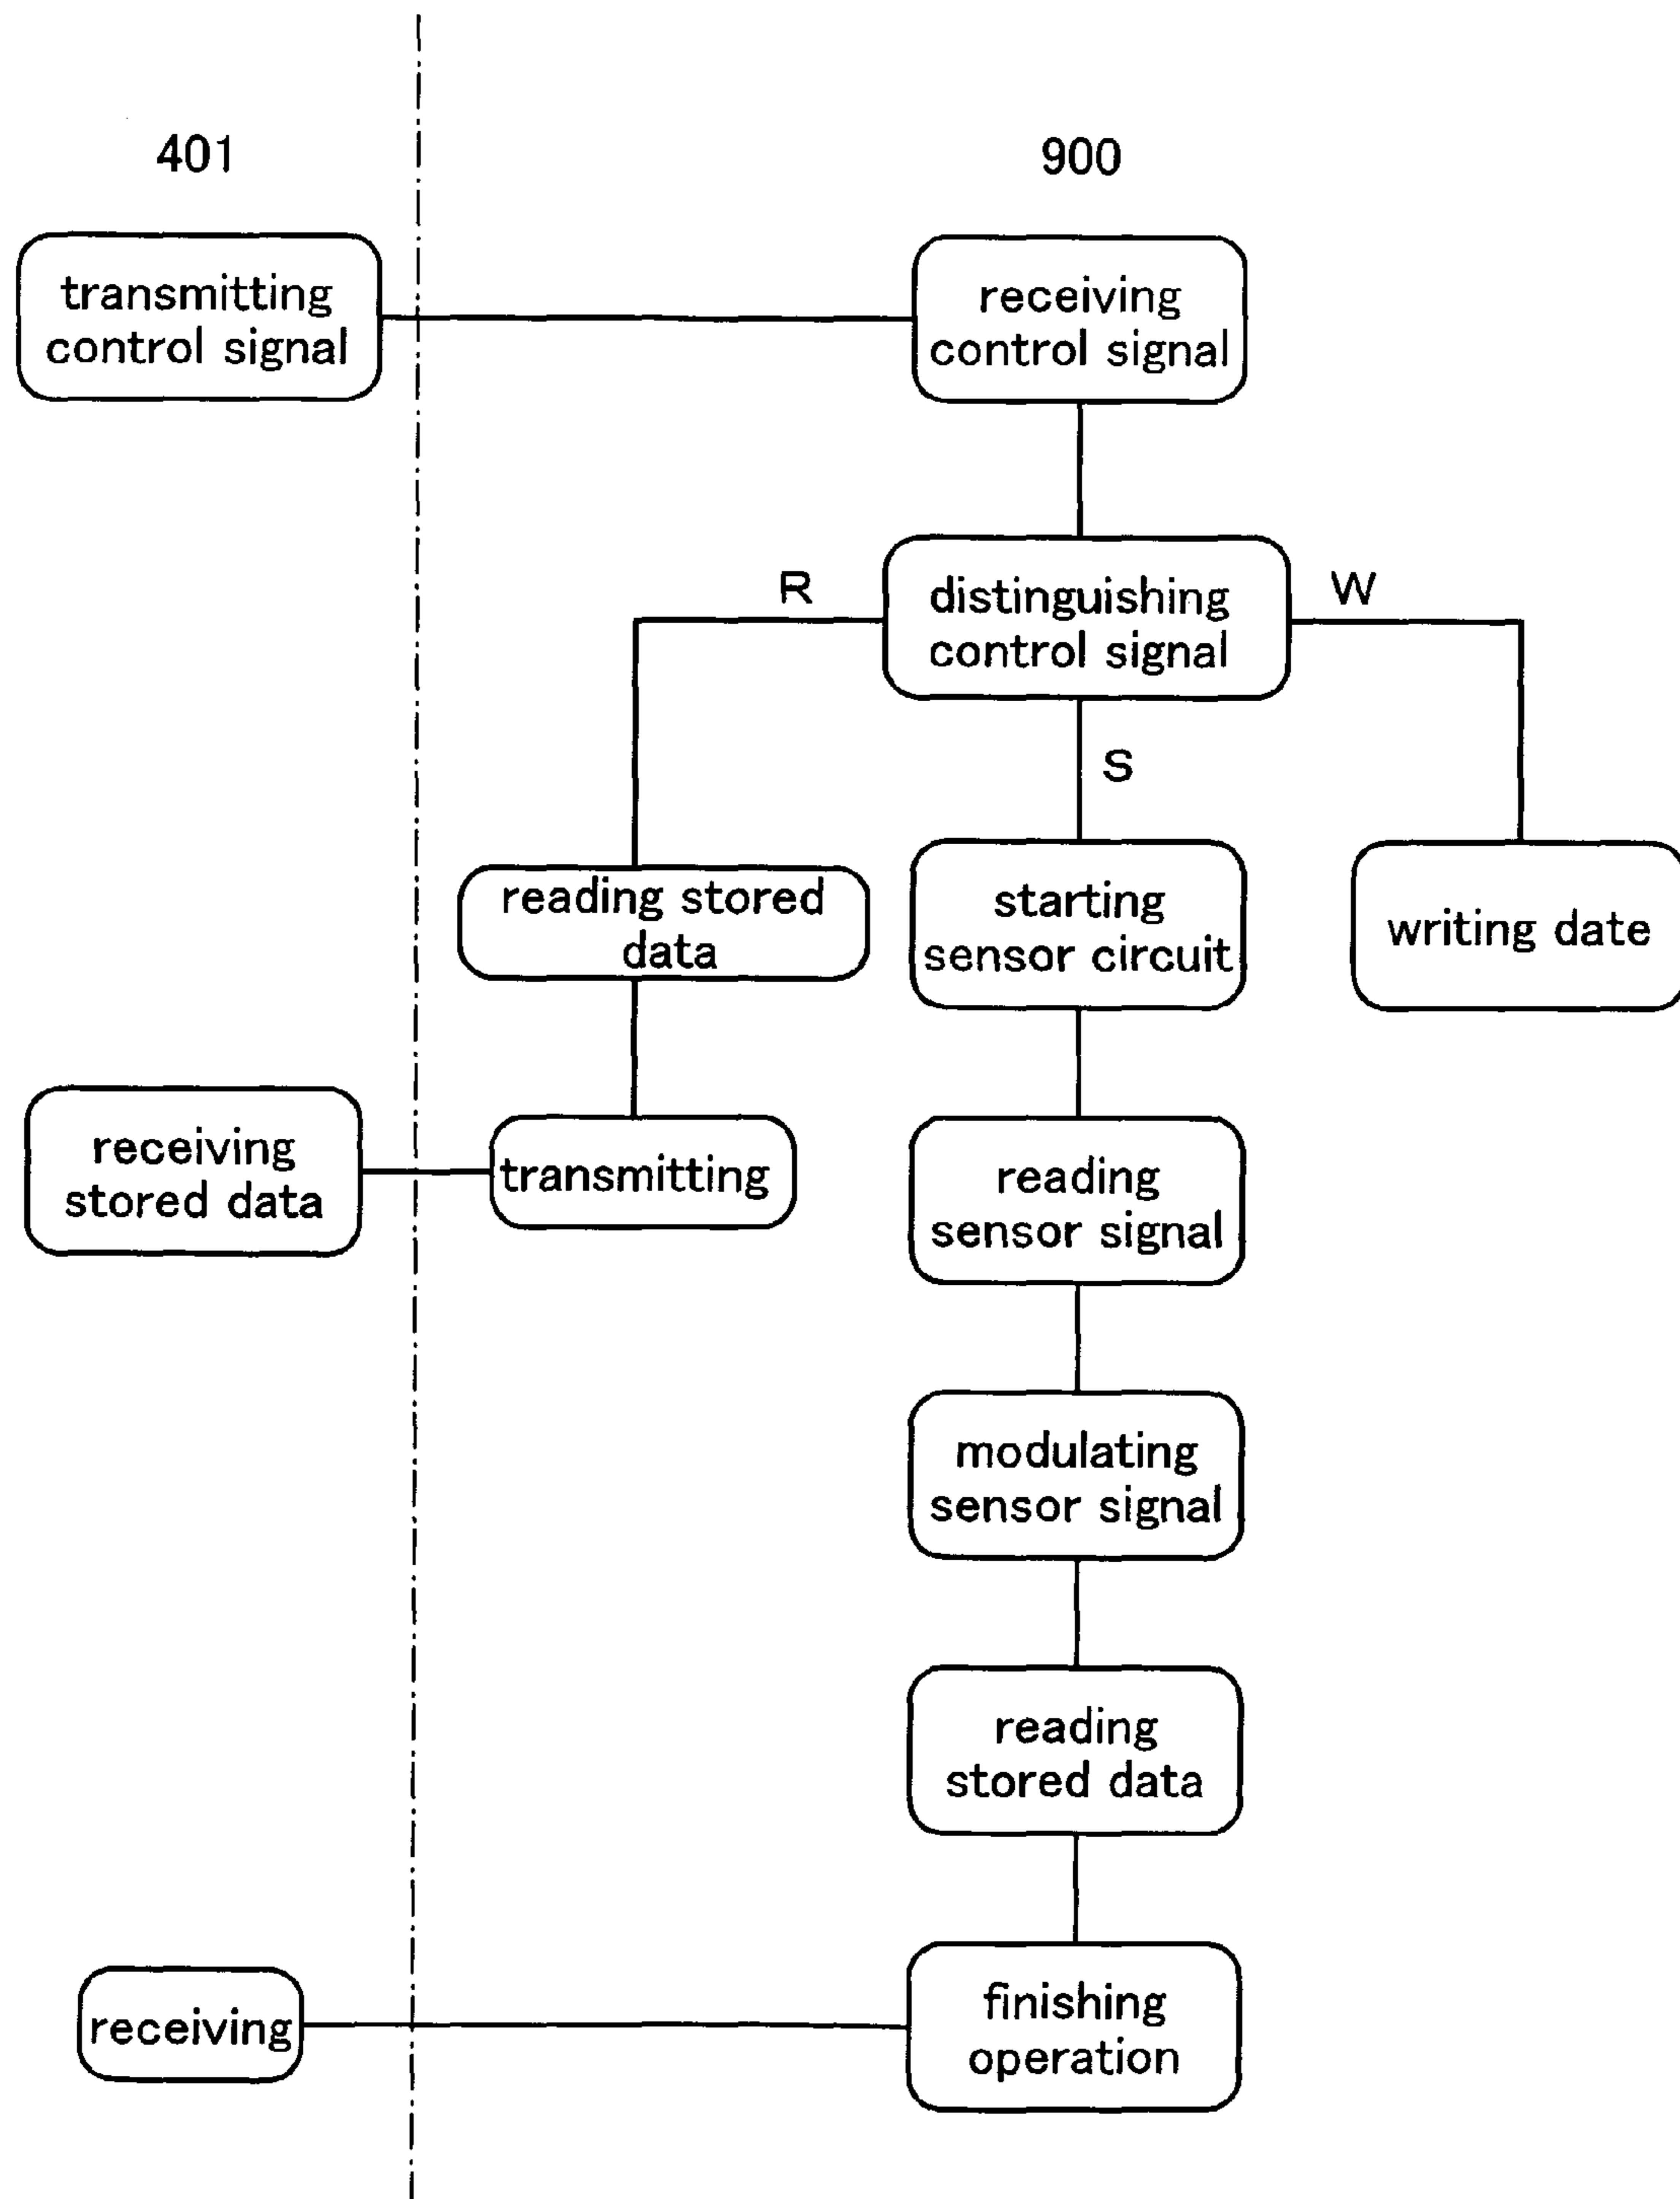 401
900
transmitting
control signal
receiving
control signal
R
distinguishing
control signal
W
S
reading stored
data
starting
sensor circuit
writing date
receiving
stored data
transmitting
reading
sensor signal
modulating
sensor signal
reading
stored data
receiving
finishing
operation